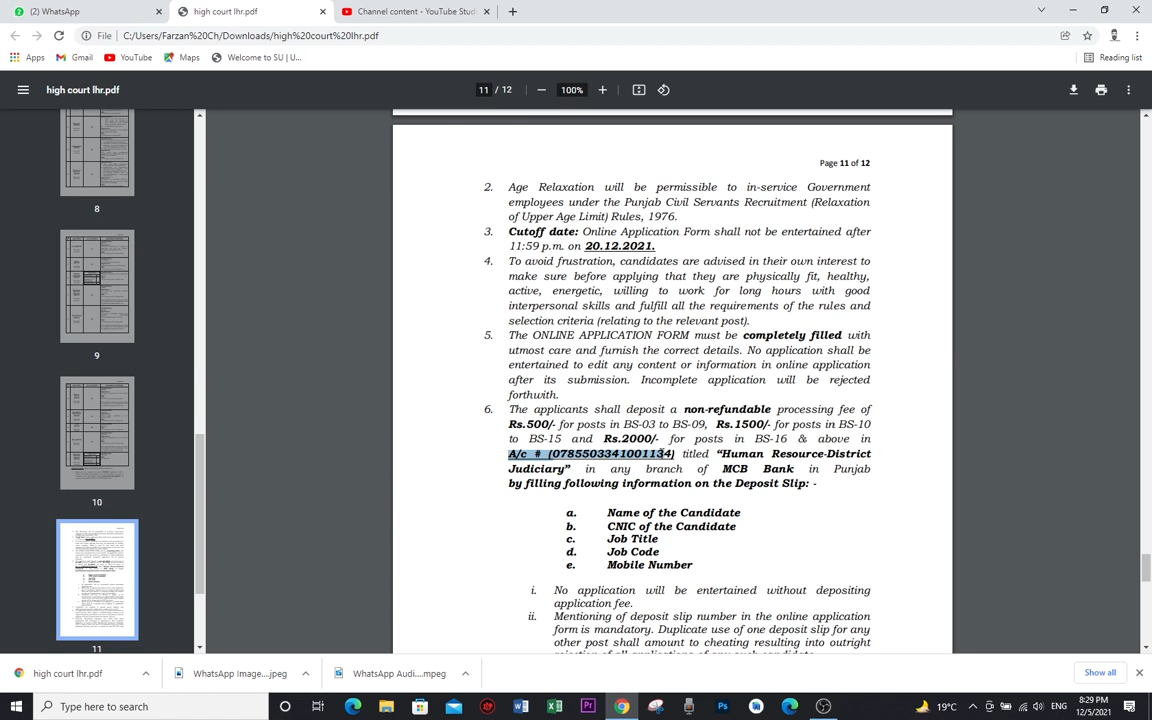 (2) WhatsApp
high court lhr.pdf
Channel content - YouTube Stud
File
C:/Users/Farzan%20Ch/Downloads/high%20court%20lhr.pdf
Apps
Gmail
YouTube
Maps
Welcome to SU | U...
Reading list
high court lhr.pdf
11 / 12
100%
8
9
10
11
Page 11 of 12
2. Age Relaxation will be permissible to in-service Government
employees under the Punjab Civil Servants Recruitment (Relaxation
of Upper Age Limit) Rules, 1976.
3. Cutoff date: Online Application Form shall not be entertained after
11:59 p.m. on 20.12.2021.
4. To avoid frustration, candidates are advised in their own interest to
make sure before applying that they are physically fit, healthy,
active, energetic, willing to work for long hours with good
interpersonal skills and fulfill all the requirements of the rules and
selection criteria (relating to the relevant post).
5. The ONLINE APPLICATION FORM must be completely filled with
utmost care and furnish the correct details. No application shall be
entertained to edit any content or information in online application
after its submission. Incomplete application will be rejected
forthwith.
6. The applicants shall deposit a non-refundable processing fee of
Rs.500/- for posts in BS-03 to BS-09, Rs.1500/- for posts in BS-10
to BS-15 and Rs.2000/- for posts in BS-16 & above in
A/c # (0785503341001134) titled “Human Resource-District
Judiciary” in any branch of MCB Bank in Punjab
by filling following information on the Deposit Slip: -
a. Name of the Candidate
b. CNIC of the Candidate
c. Job Title
d. Job Code
e. Mobile Number
i. No application will be entertained without depositing
application fee.
ii. Mentioning of deposit slip number in the online application
form is mandatory. Duplicate use of one deposit slip for any
other post shall amount to cheating resulting into outright
high court lhr.pdf
WhatsApp Image....jpeg
WhatsApp Audi....mpeg
Show all
Type here to search
19°C
ENG
8:29 PM
12/5/2021